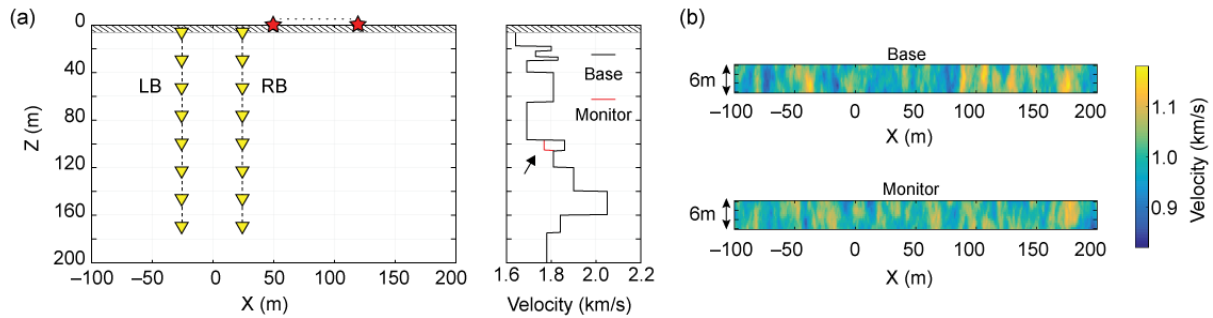 (a)
0
40
80
120
160
200
Z (m)
LB
RB
–100
–50
0
50
100
150
200
X (m)
Base
Monitor
1.6
1.8
2.0
2.2
Velocity (km/s)
(b)
Base
6m
–100
–50
0
50
100
150
200
X (m)
Monitor
6m
–100
–50
0
50
100
150
200
X (m)
1.1
1.0
0.9
Velocity (km/s)